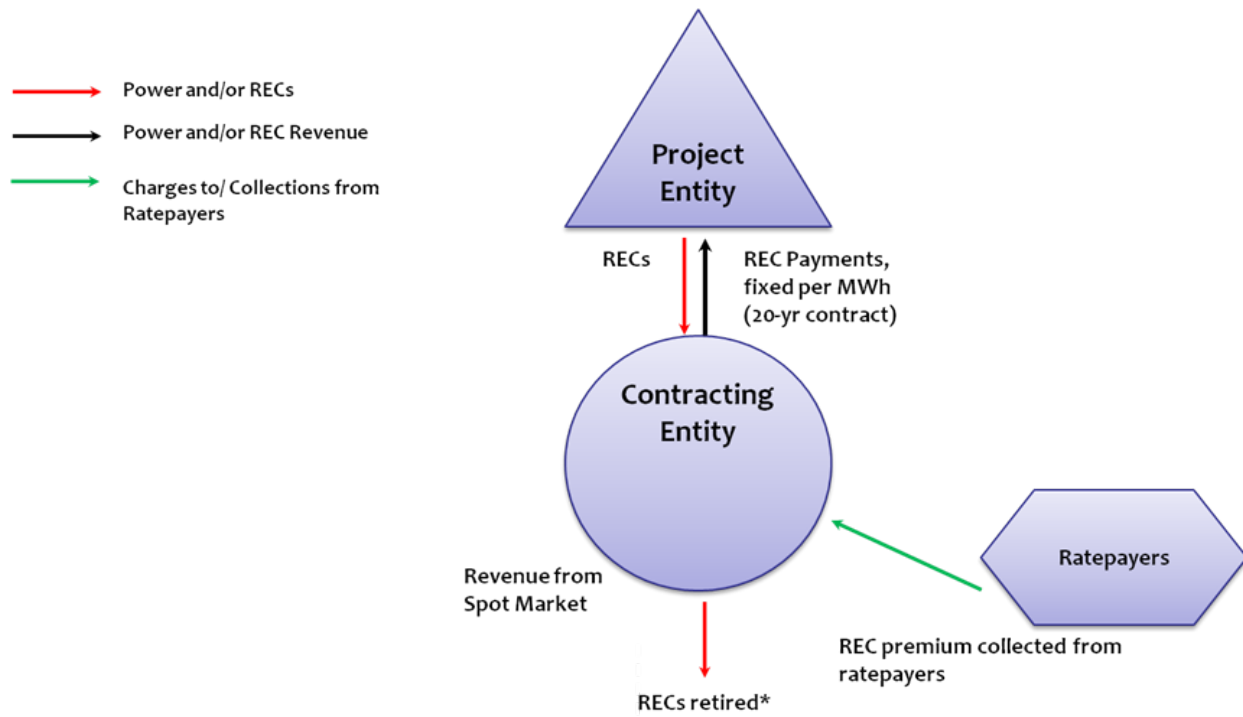 Power and/or RECs
Power and/or REC Revenue
Charges to/ Collections from
Ratepayers
Project
Entity
RECs
REC Payments,
fixed per MWh
(20-yr contract)
Contracting
Entity
Ratepayers
Revenue from
Spot Market
REC premium collected from
ratepayers
RECs retired*